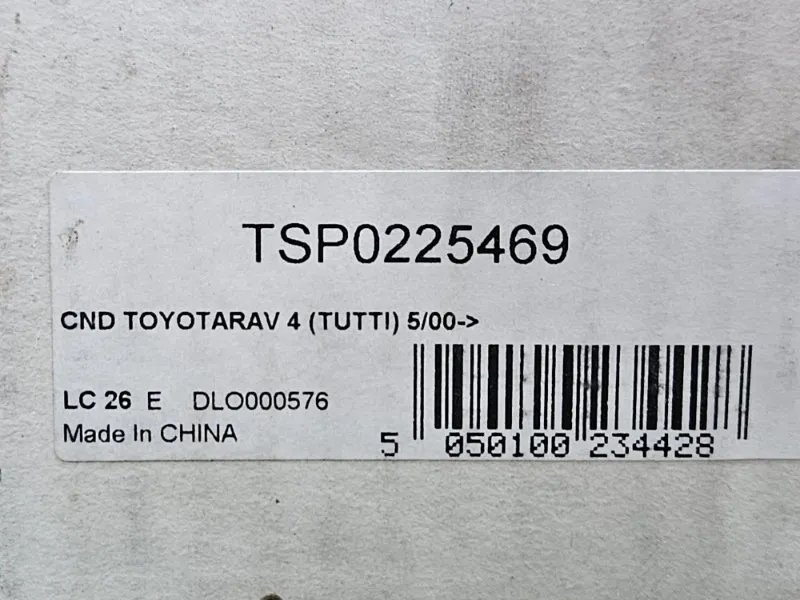 TSP0225469
CND TOYOTARAV 4 (TUTTI) 5/00->
LC 26 E DLO000576
Made In CHINA
5 050100 234428